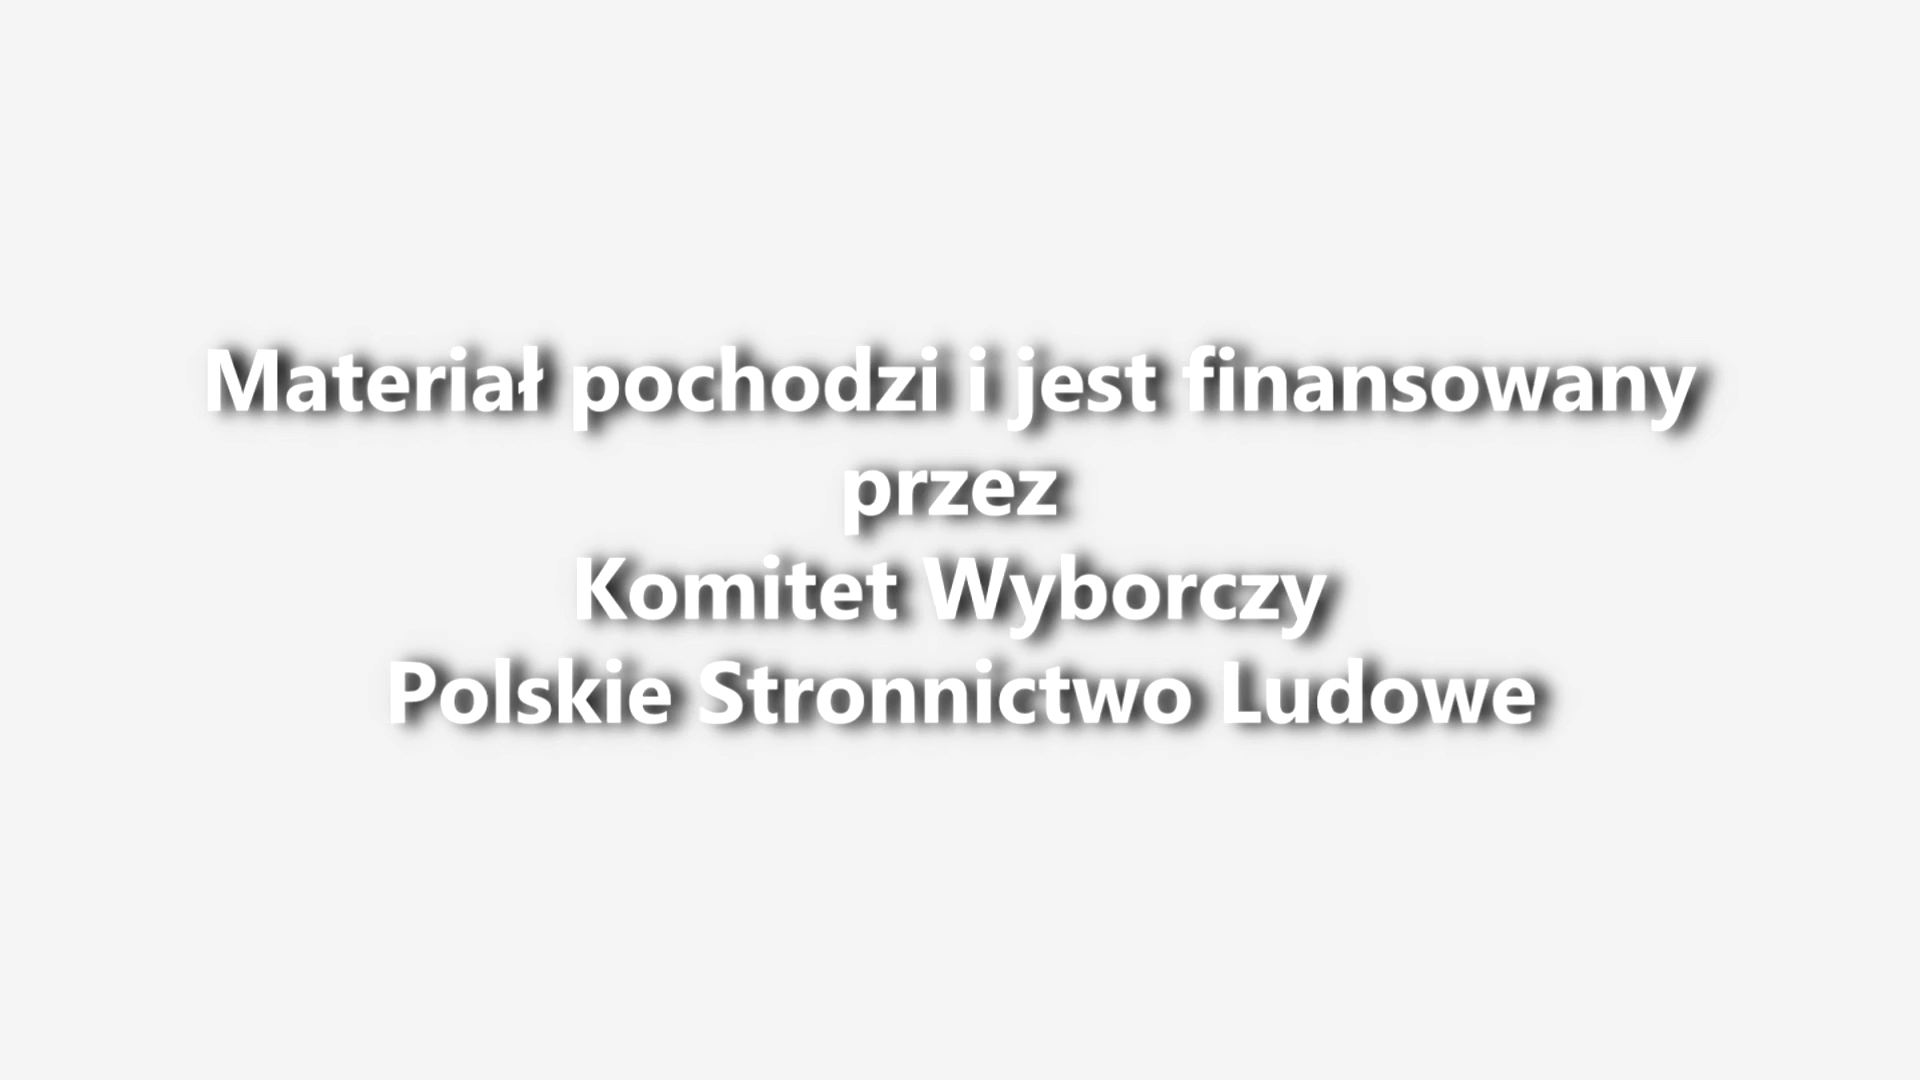 Materiał pochodzi i jest finansowany
przez
Komitet Wyborczy
Polskie Stronnictwo Ludowe